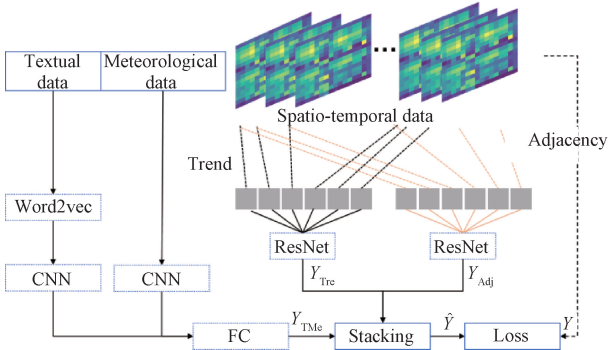 Textual
data
Meteorological
data
...
Spatio-temporal data
Trend
Adjacency
Word2vec
ResNet
ResNet
CNN
CNN
Y_Tre
Y_Adj
FC
Y_TMe
Stacking
Ŷ
Loss
Y